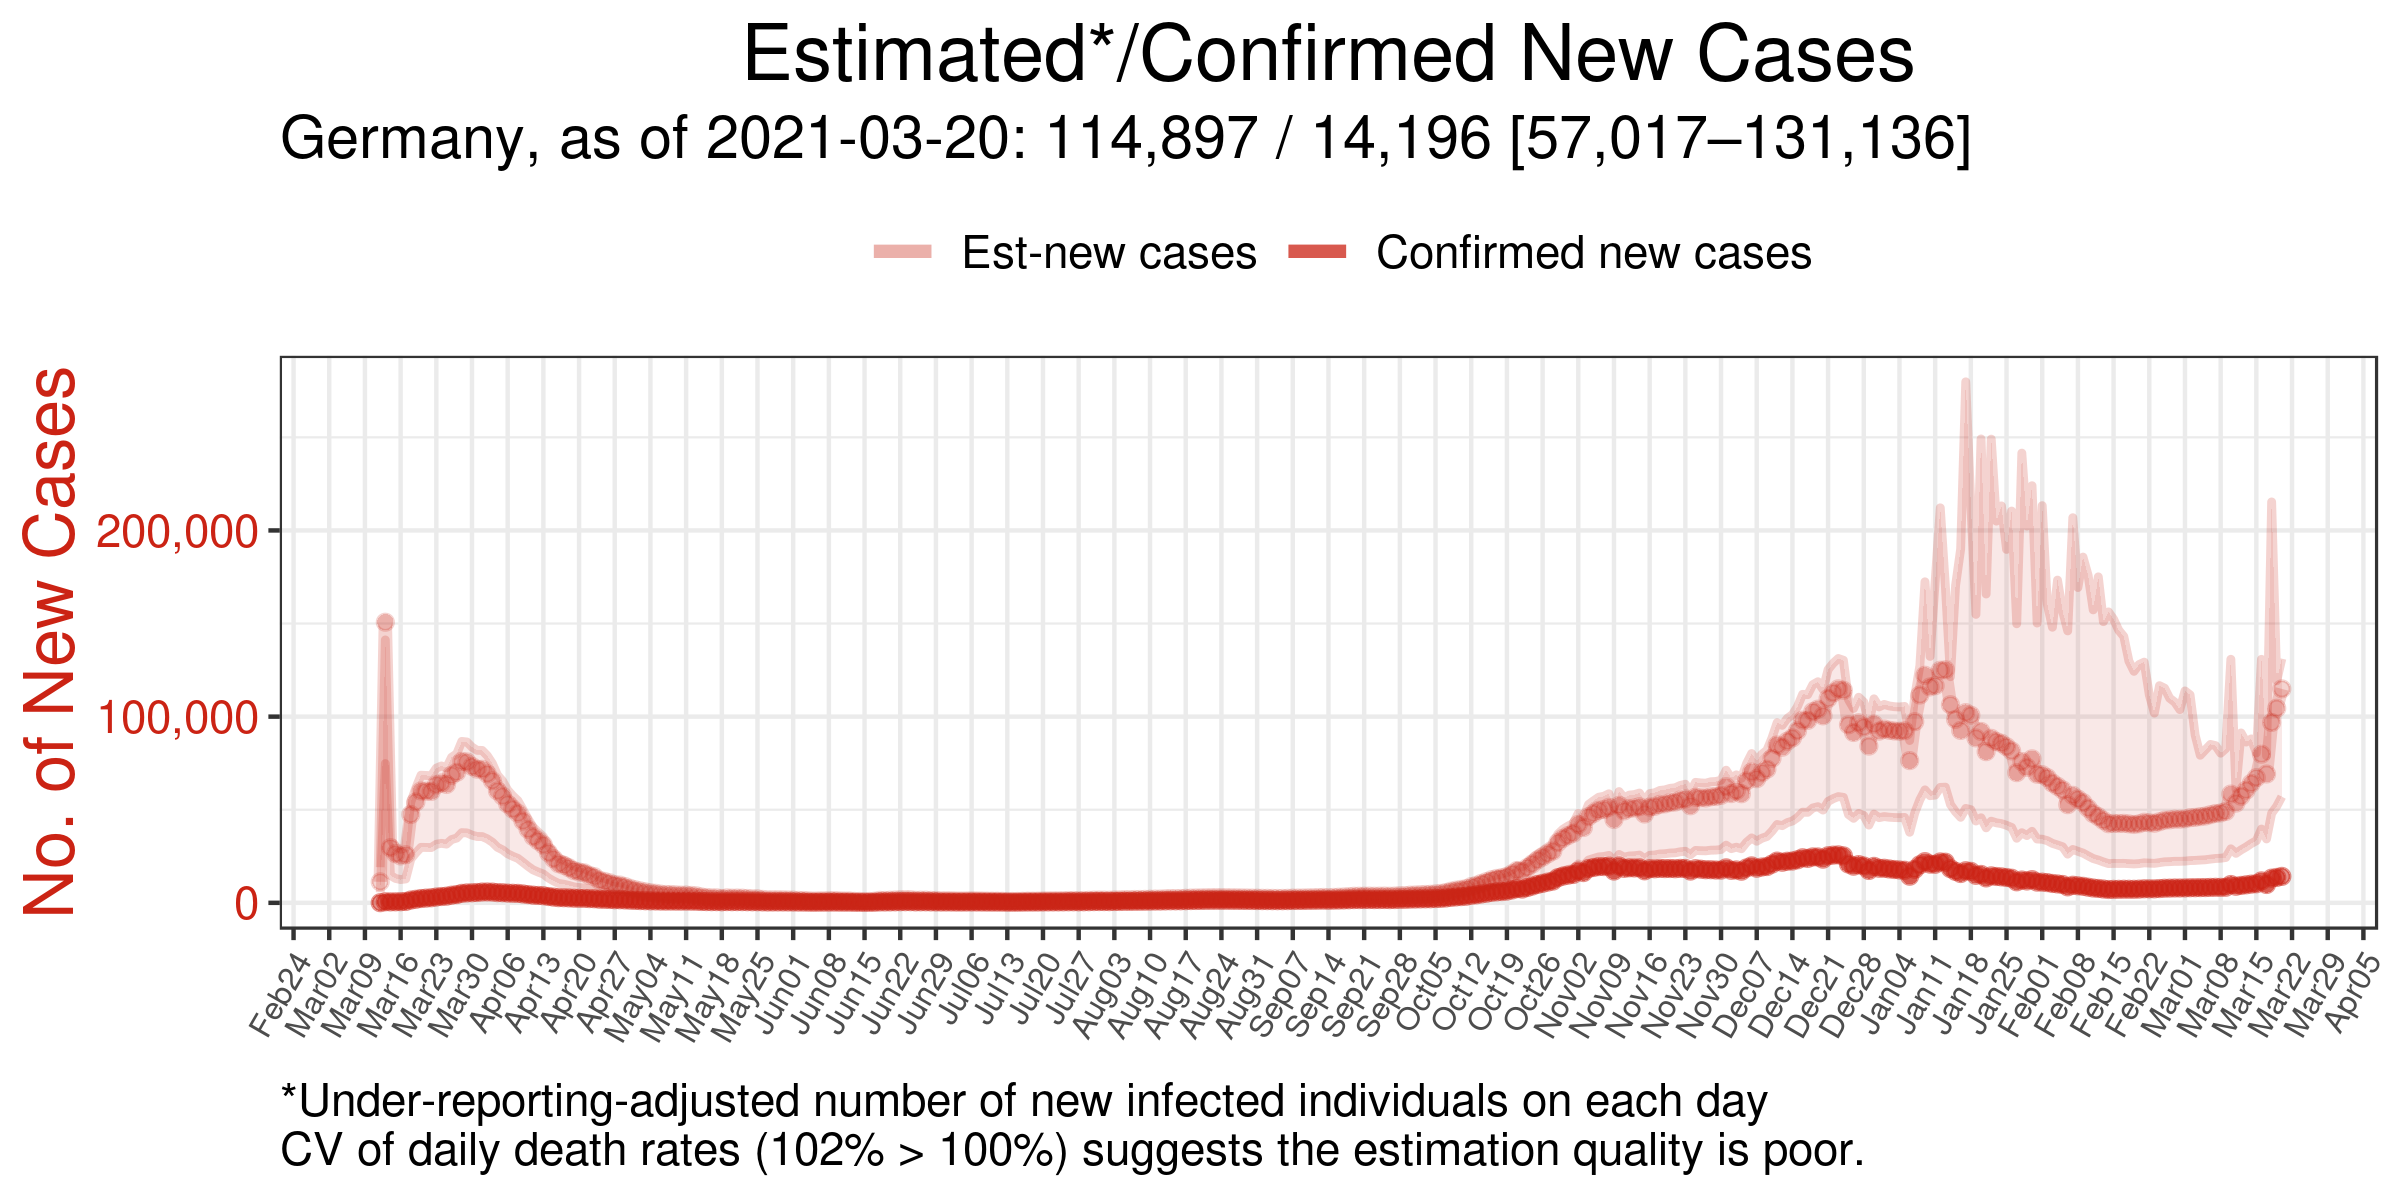 Estimated*/Confirmed New Cases
Germany, as of 2021-03-20: 114,897 / 14,196 [57,017–131,136]
Est-new cases
Confirmed new cases
No. of New Cases
200,000
100,000
0
Feb24
Mar02
Mar09
Mar16
Mar23
Mar30
Apr06
Apr13
Apr20
Apr27
May04
May11
May18
May25
Jun01
Jun08
Jun15
Jun22
Jun29
Jul06
Jul13
Jul20
Jul27
Aug03
Aug10
Aug17
Aug24
Aug31
Sep07
Sep14
Sep21
Sep28
Oct05
Oct12
Oct19
Oct26
Nov02
Nov09
Nov16
Nov23
Nov30
Dec07
Dec14
Dec21
Dec28
Jan04
Jan11
Jan18
Jan25
Feb01
Feb08
Feb15
Feb22
Mar01
Mar08
Mar15
Mar22
Mar29
Apr05
*Under-reporting-adjusted number of new infected individuals on each day
CV of daily death rates (102% > 100%) suggests the estimation quality is poor.